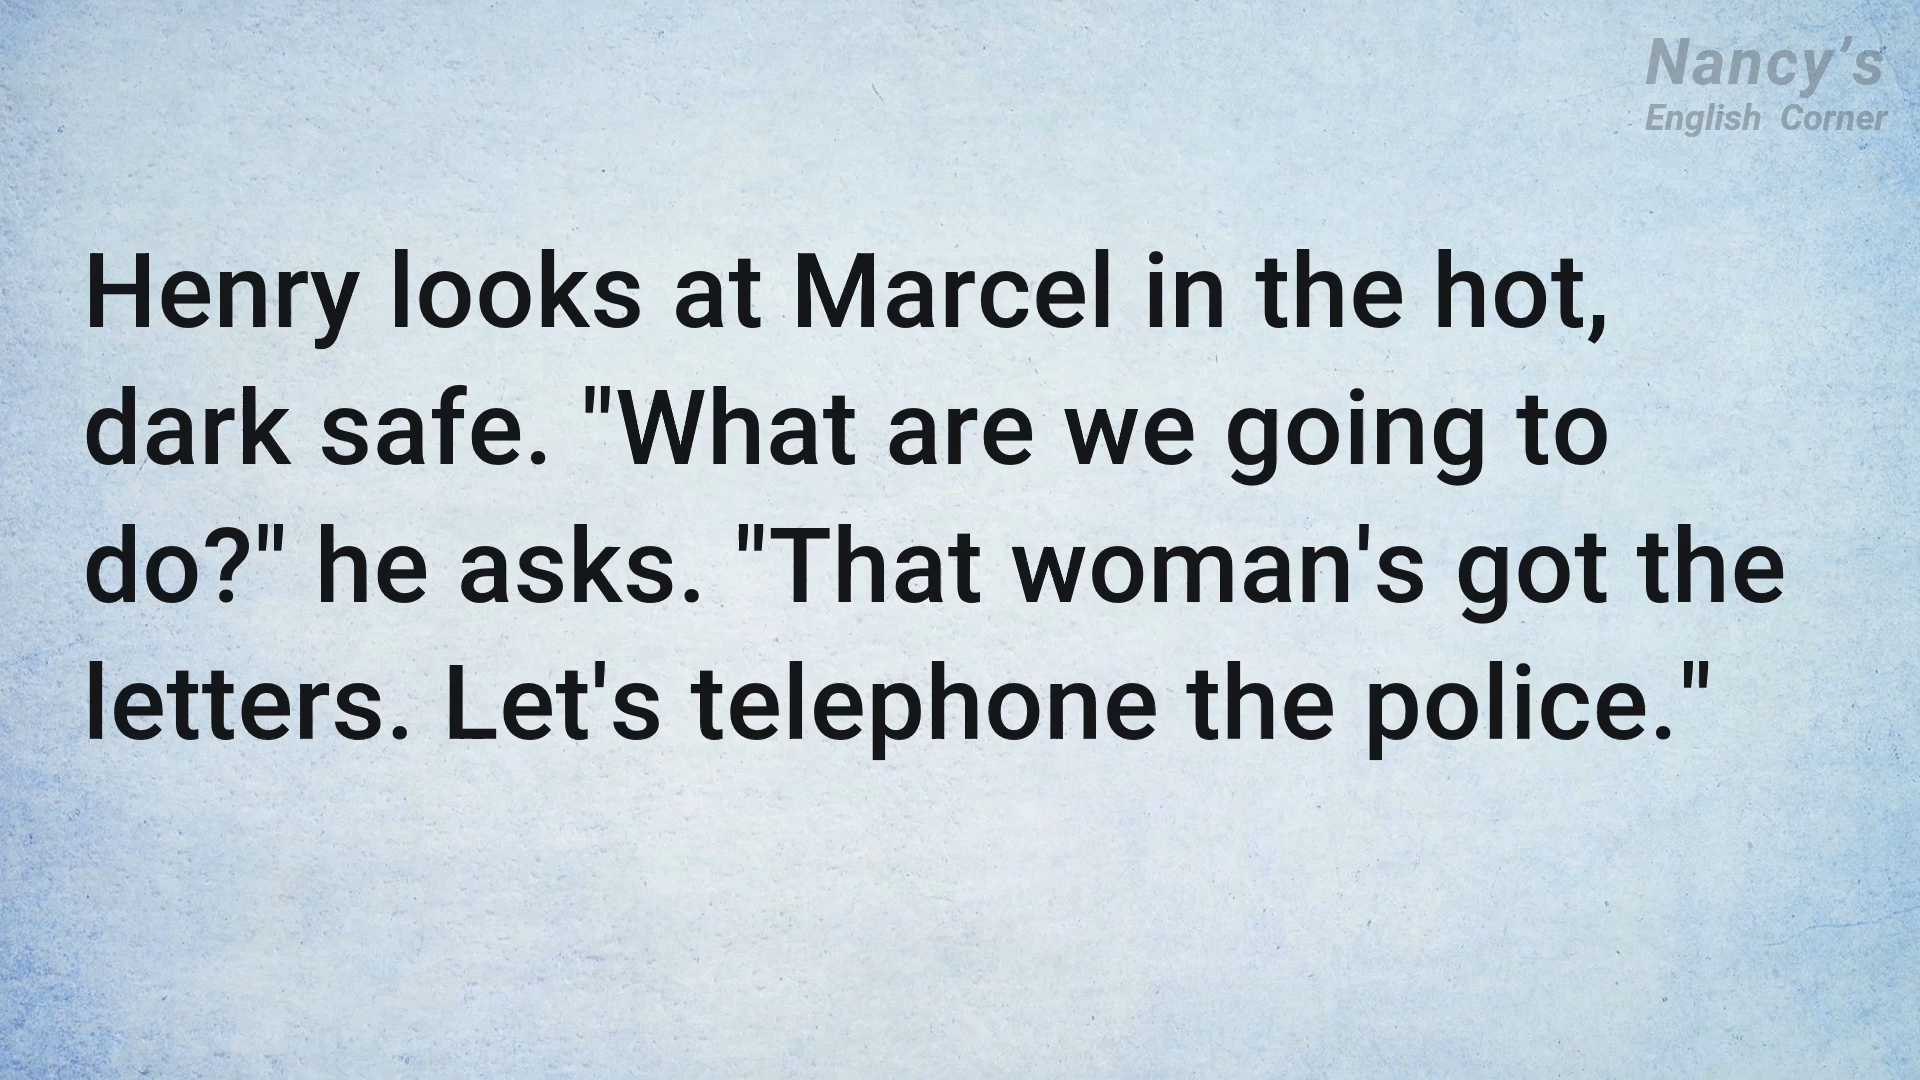 Nancy’s
English Corner
Henry looks at Marcel in the hot,
dark safe. "What are we going to
do?" he asks. "That woman's got the
letters. Let's telephone the police."